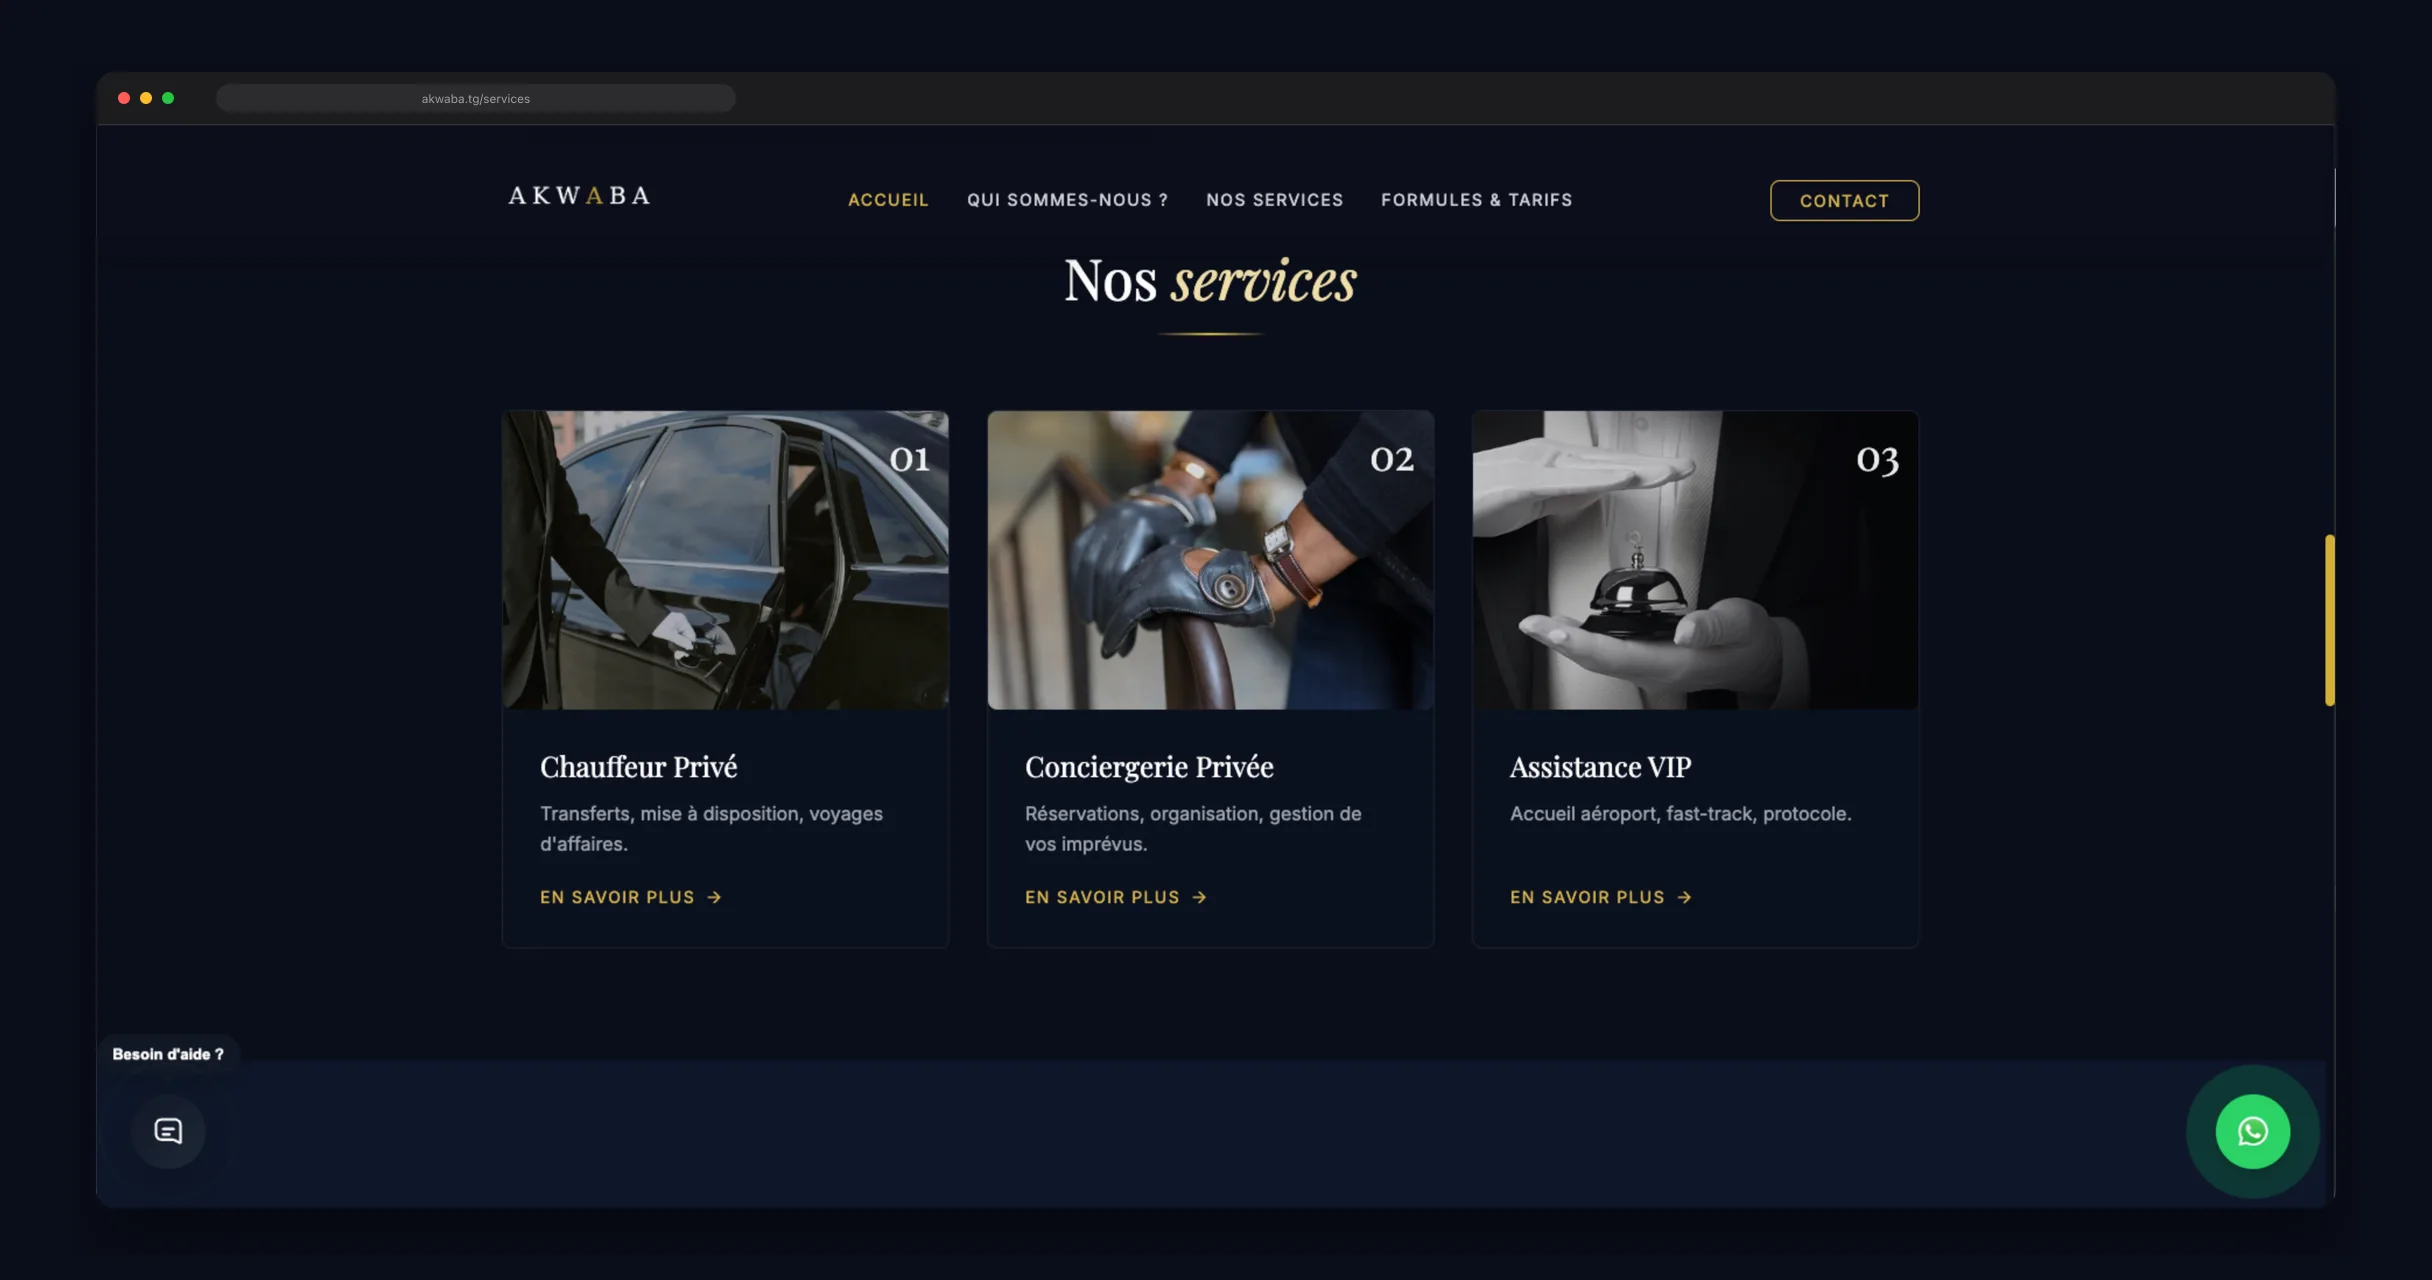 akwaba.tg/services
AKWABA
ACCUEIL
QUI SOMMES-NOUS ?
NOS SERVICES
FORMULES & TARIFS
CONTACT
Nos services
01
02
03
Chauffeur Privé
Transferts, mise à disposition, voyages
d'affaires.
EN SAVOIR PLUS →
Conciergerie Privée
Réservations, organisation, gestion de
vos imprévus.
EN SAVOIR PLUS →
Assistance VIP
Accueil aéroport, fast-track, protocole.
EN SAVOIR PLUS →
Besoin d'aide ?